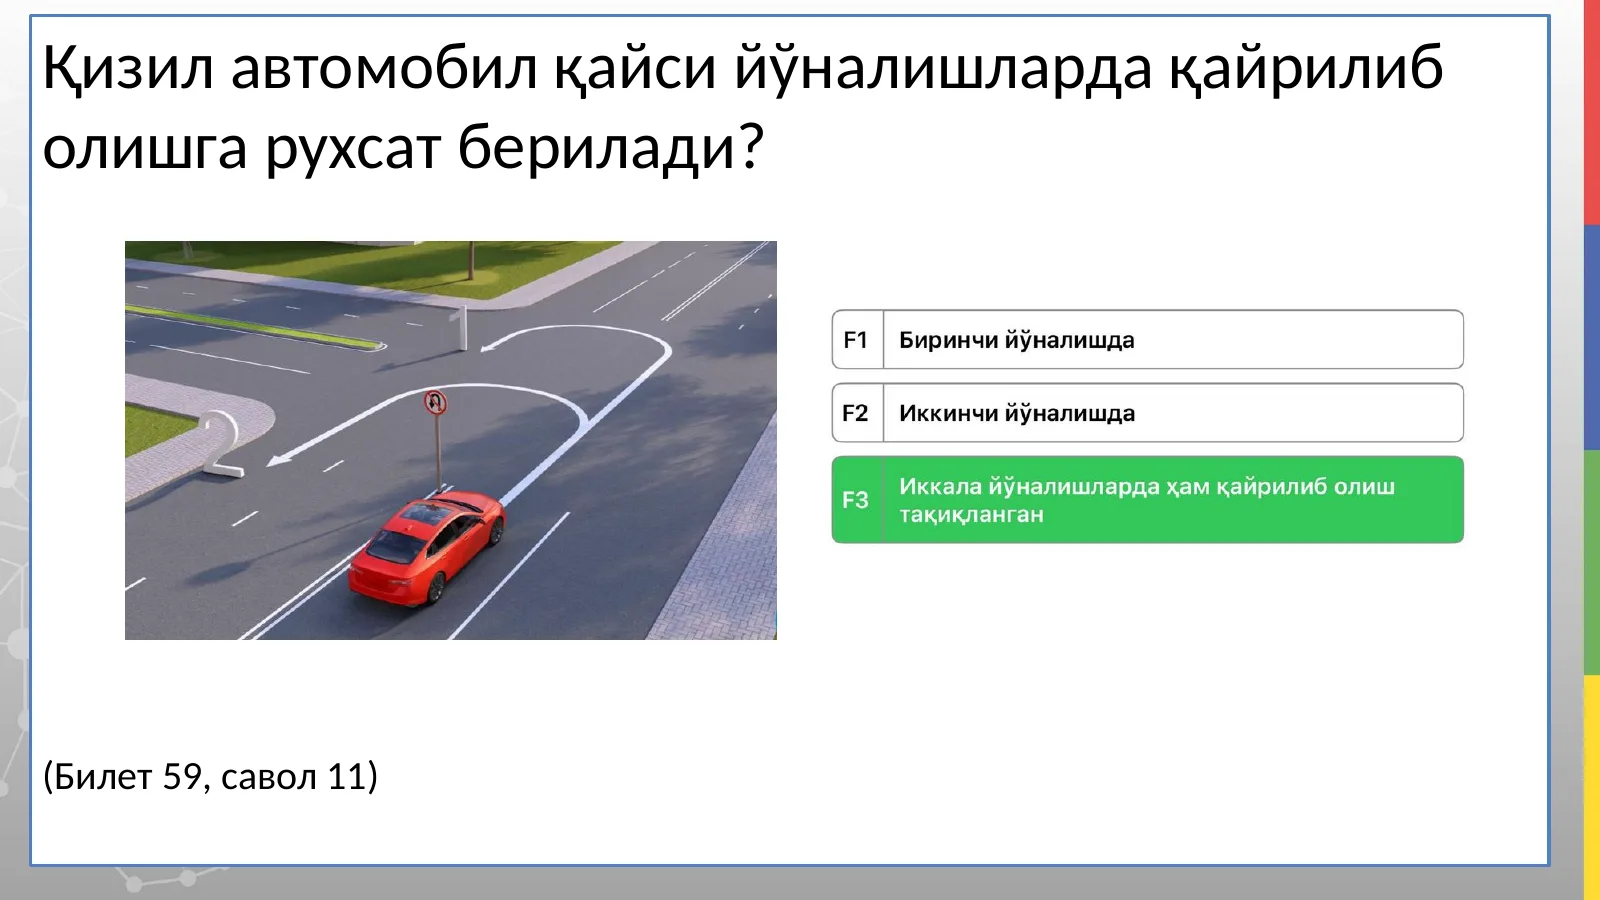 Қизил автомобил қайси йўналишларда қайрилиб
олишга рухсат берилади?
1
2
F1 Биринчи йўналишда
F2 Иккинчи йўналишда
F3 Иккала йўналишларда ҳам қайрилиб олиш
тақиқланган
(Билет 59, савол 11)